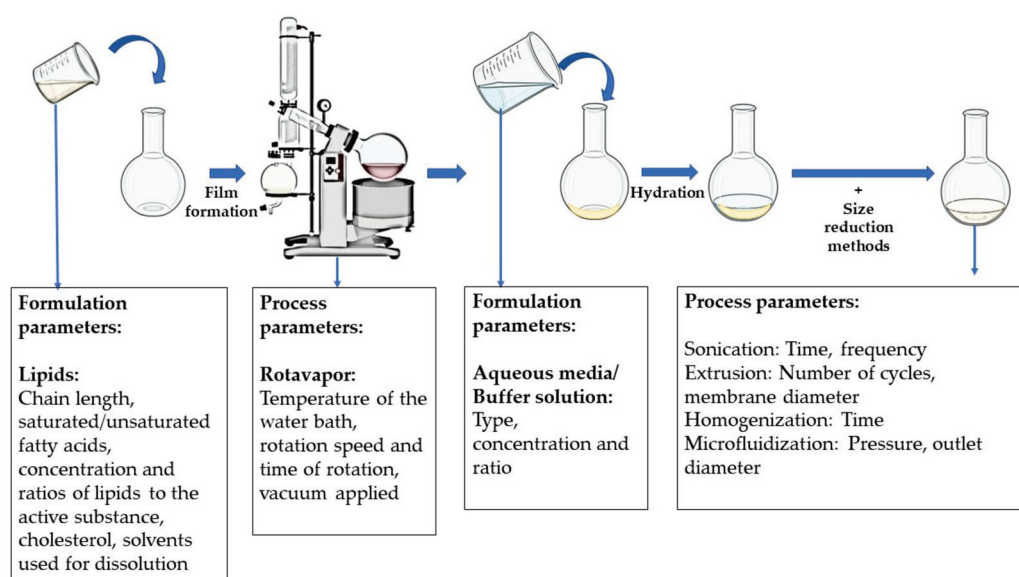 Film
formation
Hydration
+
Size
reduction
methods
Formulation
parameters:
Lipids:
Chain length,
saturated/unsaturated
fatty acids,
concentration and
ratios of lipids to the
active substance,
cholesterol, solvents
used for dissolution
Process
parameters:
Rotavapor:
Temperature of the
water bath,
rotation speed and
time of rotation,
vacuum applied
Formulation
parameters:
Aqueous media/
Buffer solution:
Type,
concentration and
ratio
Process parameters:
Sonication: Time, frequency
Extrusion: Number of cycles,
membrane diameter
Homogenization: Time
Microfluidization: Pressure, outlet
diameter